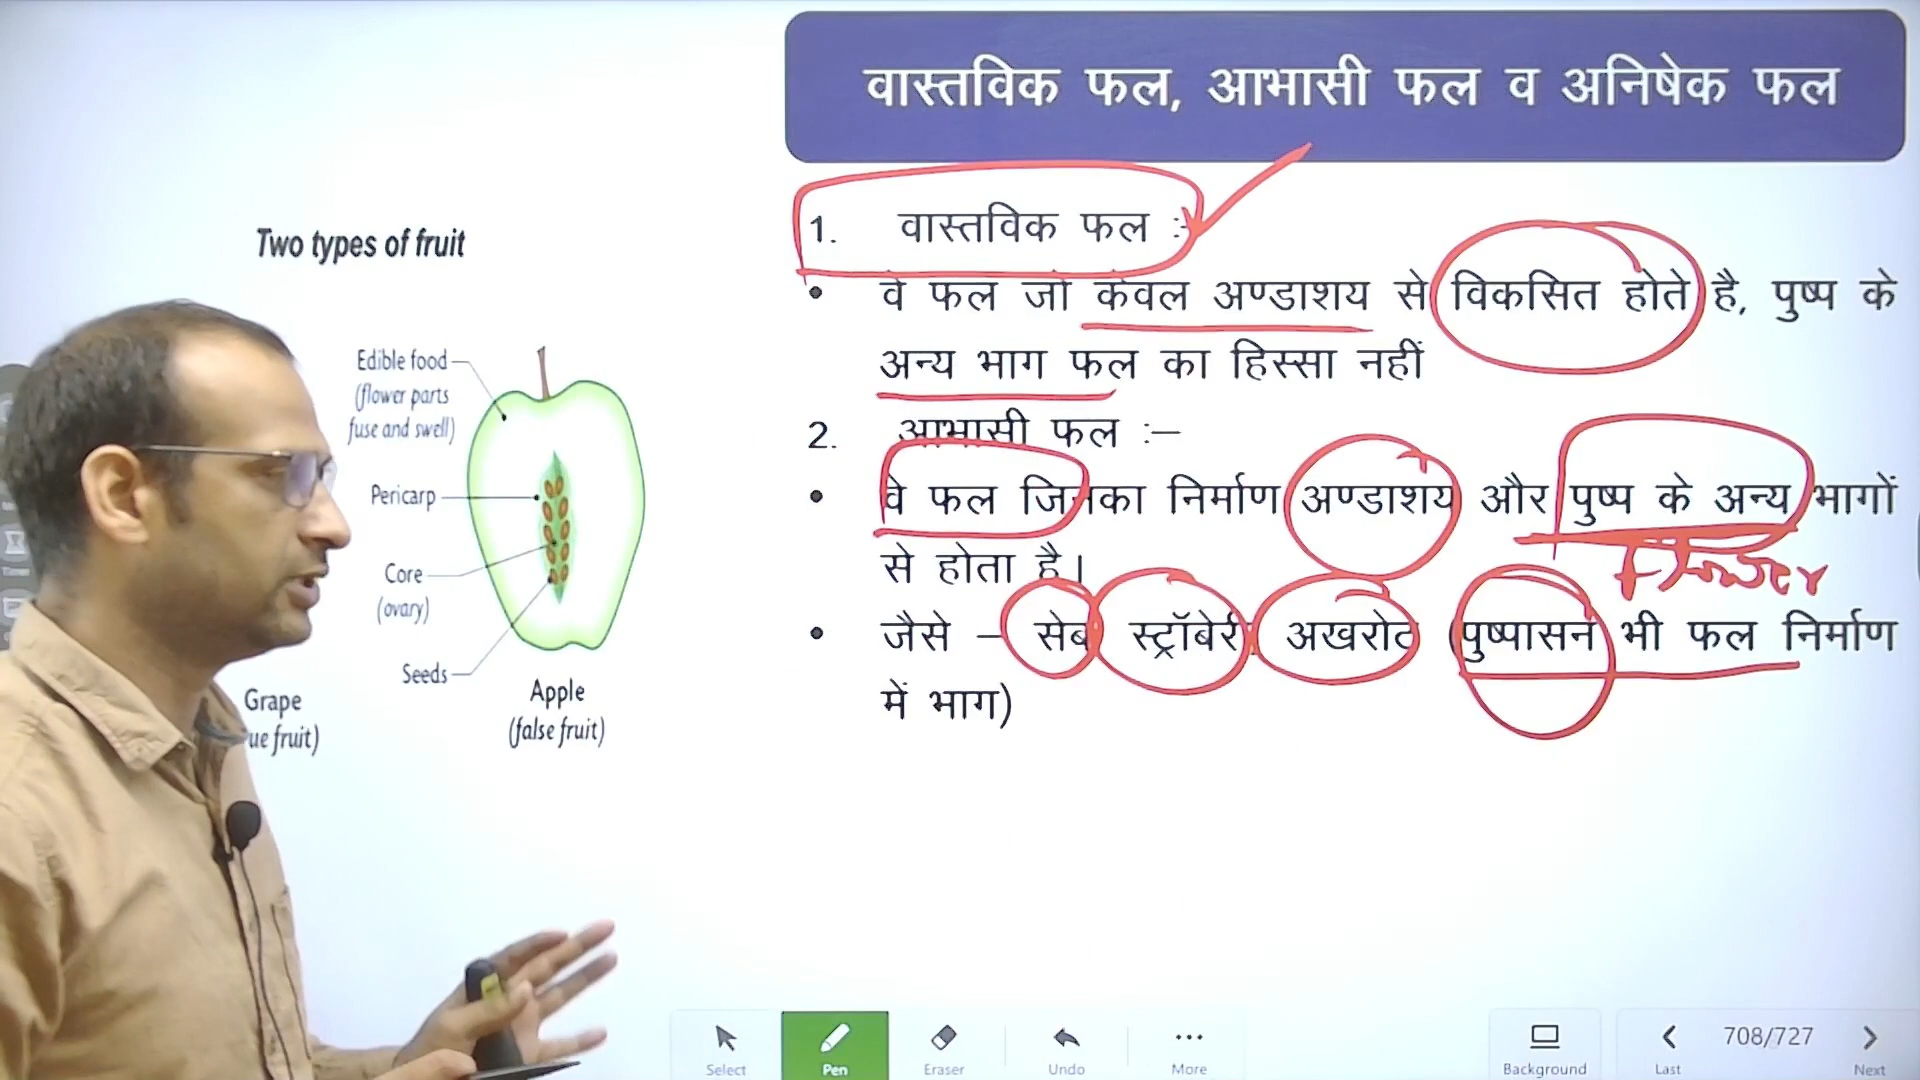 वास्तविक फल, आभासी फल व अनिषेक फल
1. वास्तविक फल :-
• वे फल जो केवल अण्डाशय से विकसित होते है, पुष्प के
अन्य भाग फल का हिस्सा नहीं
2. आभासी फल :–
• वे फल जिनका निर्माण अण्डाशय और पुष्प के अन्य भागों
से होता है।
• जैसे – सेब स्ट्रॉबेरी, अखरोट (पुष्पासन भी फल निर्माण
में भाग)
Two types of fruit
Edible food
(flower parts
fuse and swell)
Pericarp
Core
(ovary)
Seeds
Apple
(false fruit)
Grape
ue fruit)
Select
Pen
Eraser
Undo
More
Background
Last
708/727
Next